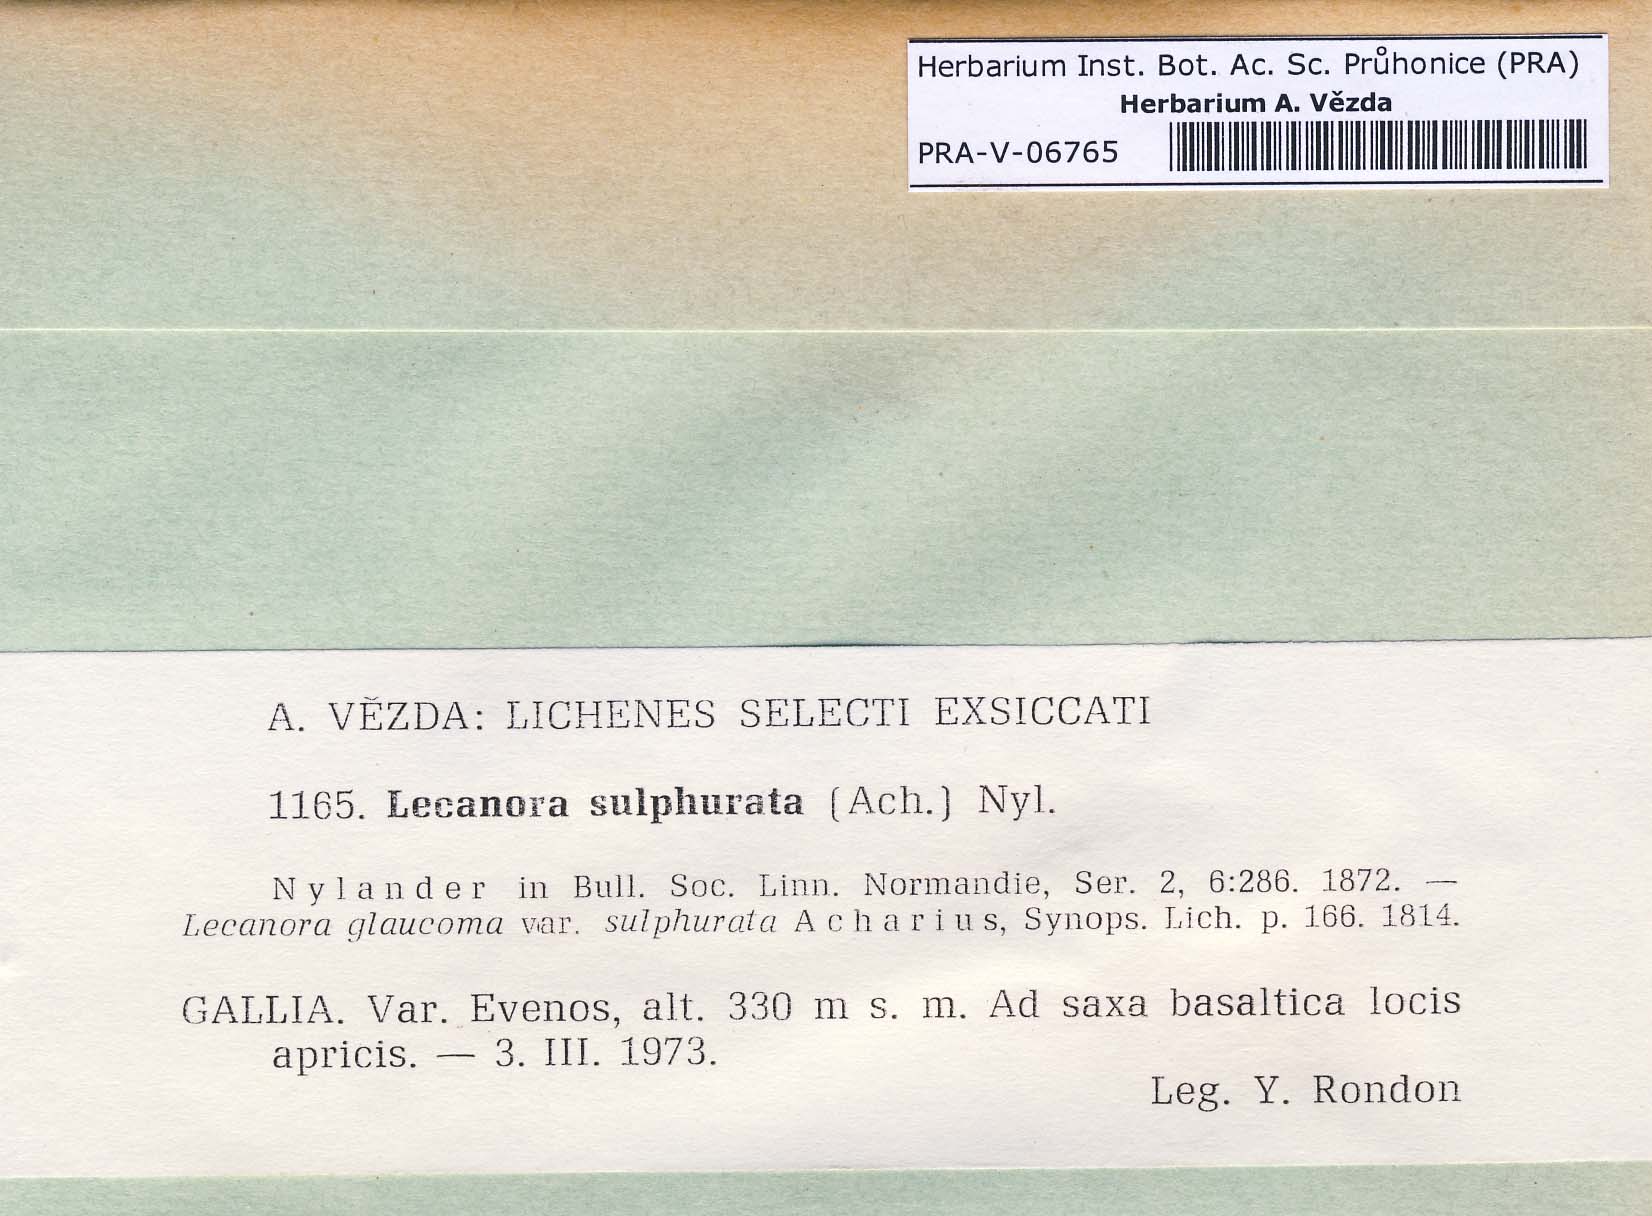 Herbarium Inst. Bot. Ac. Sc. Průhonice (PRA)
Herbarium A. Vězda
PRA-V-06765
A. VĚZDA: LICHENES SELECTI EXSICCATI
1165. Lecanora sulphurata (Ach.) Nyl.
Nylander in Bull. Soc. Linn. Normandie, Ser. 2, 6:286. 1872. —
Lecanora glaucoma var. sulphurata Acharius, Synops. Lich. p. 166. 1814.
GALLIA. Var. Evenos, alt. 330 m s. m. Ad saxa basaltica locis
apricis. — 3. III. 1973.
Leg. Y. Rondon